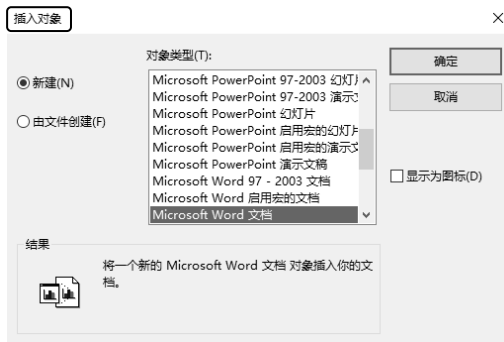 插入对象
对象类型(T):
新建(N)
由文件创建(F)
Microsoft PowerPoint 97-2003 幻灯
Microsoft PowerPoint 97-2003 演示
Microsoft PowerPoint 幻灯片
Microsoft PowerPoint 启用宏的幻灯
Microsoft PowerPoint 启用宏的演示
Microsoft PowerPoint 演示文稿
Microsoft Word 97 - 2003 文档
Microsoft Word 启用宏的文档
Microsoft Word 文档
确定
取消
显示为图标(D)
结果
将一个新的 Microsoft Word 文档 对象插入你的文
档。